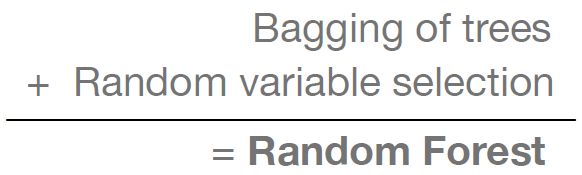 Bagging of trees
+ Random variable selection
= Random Forest